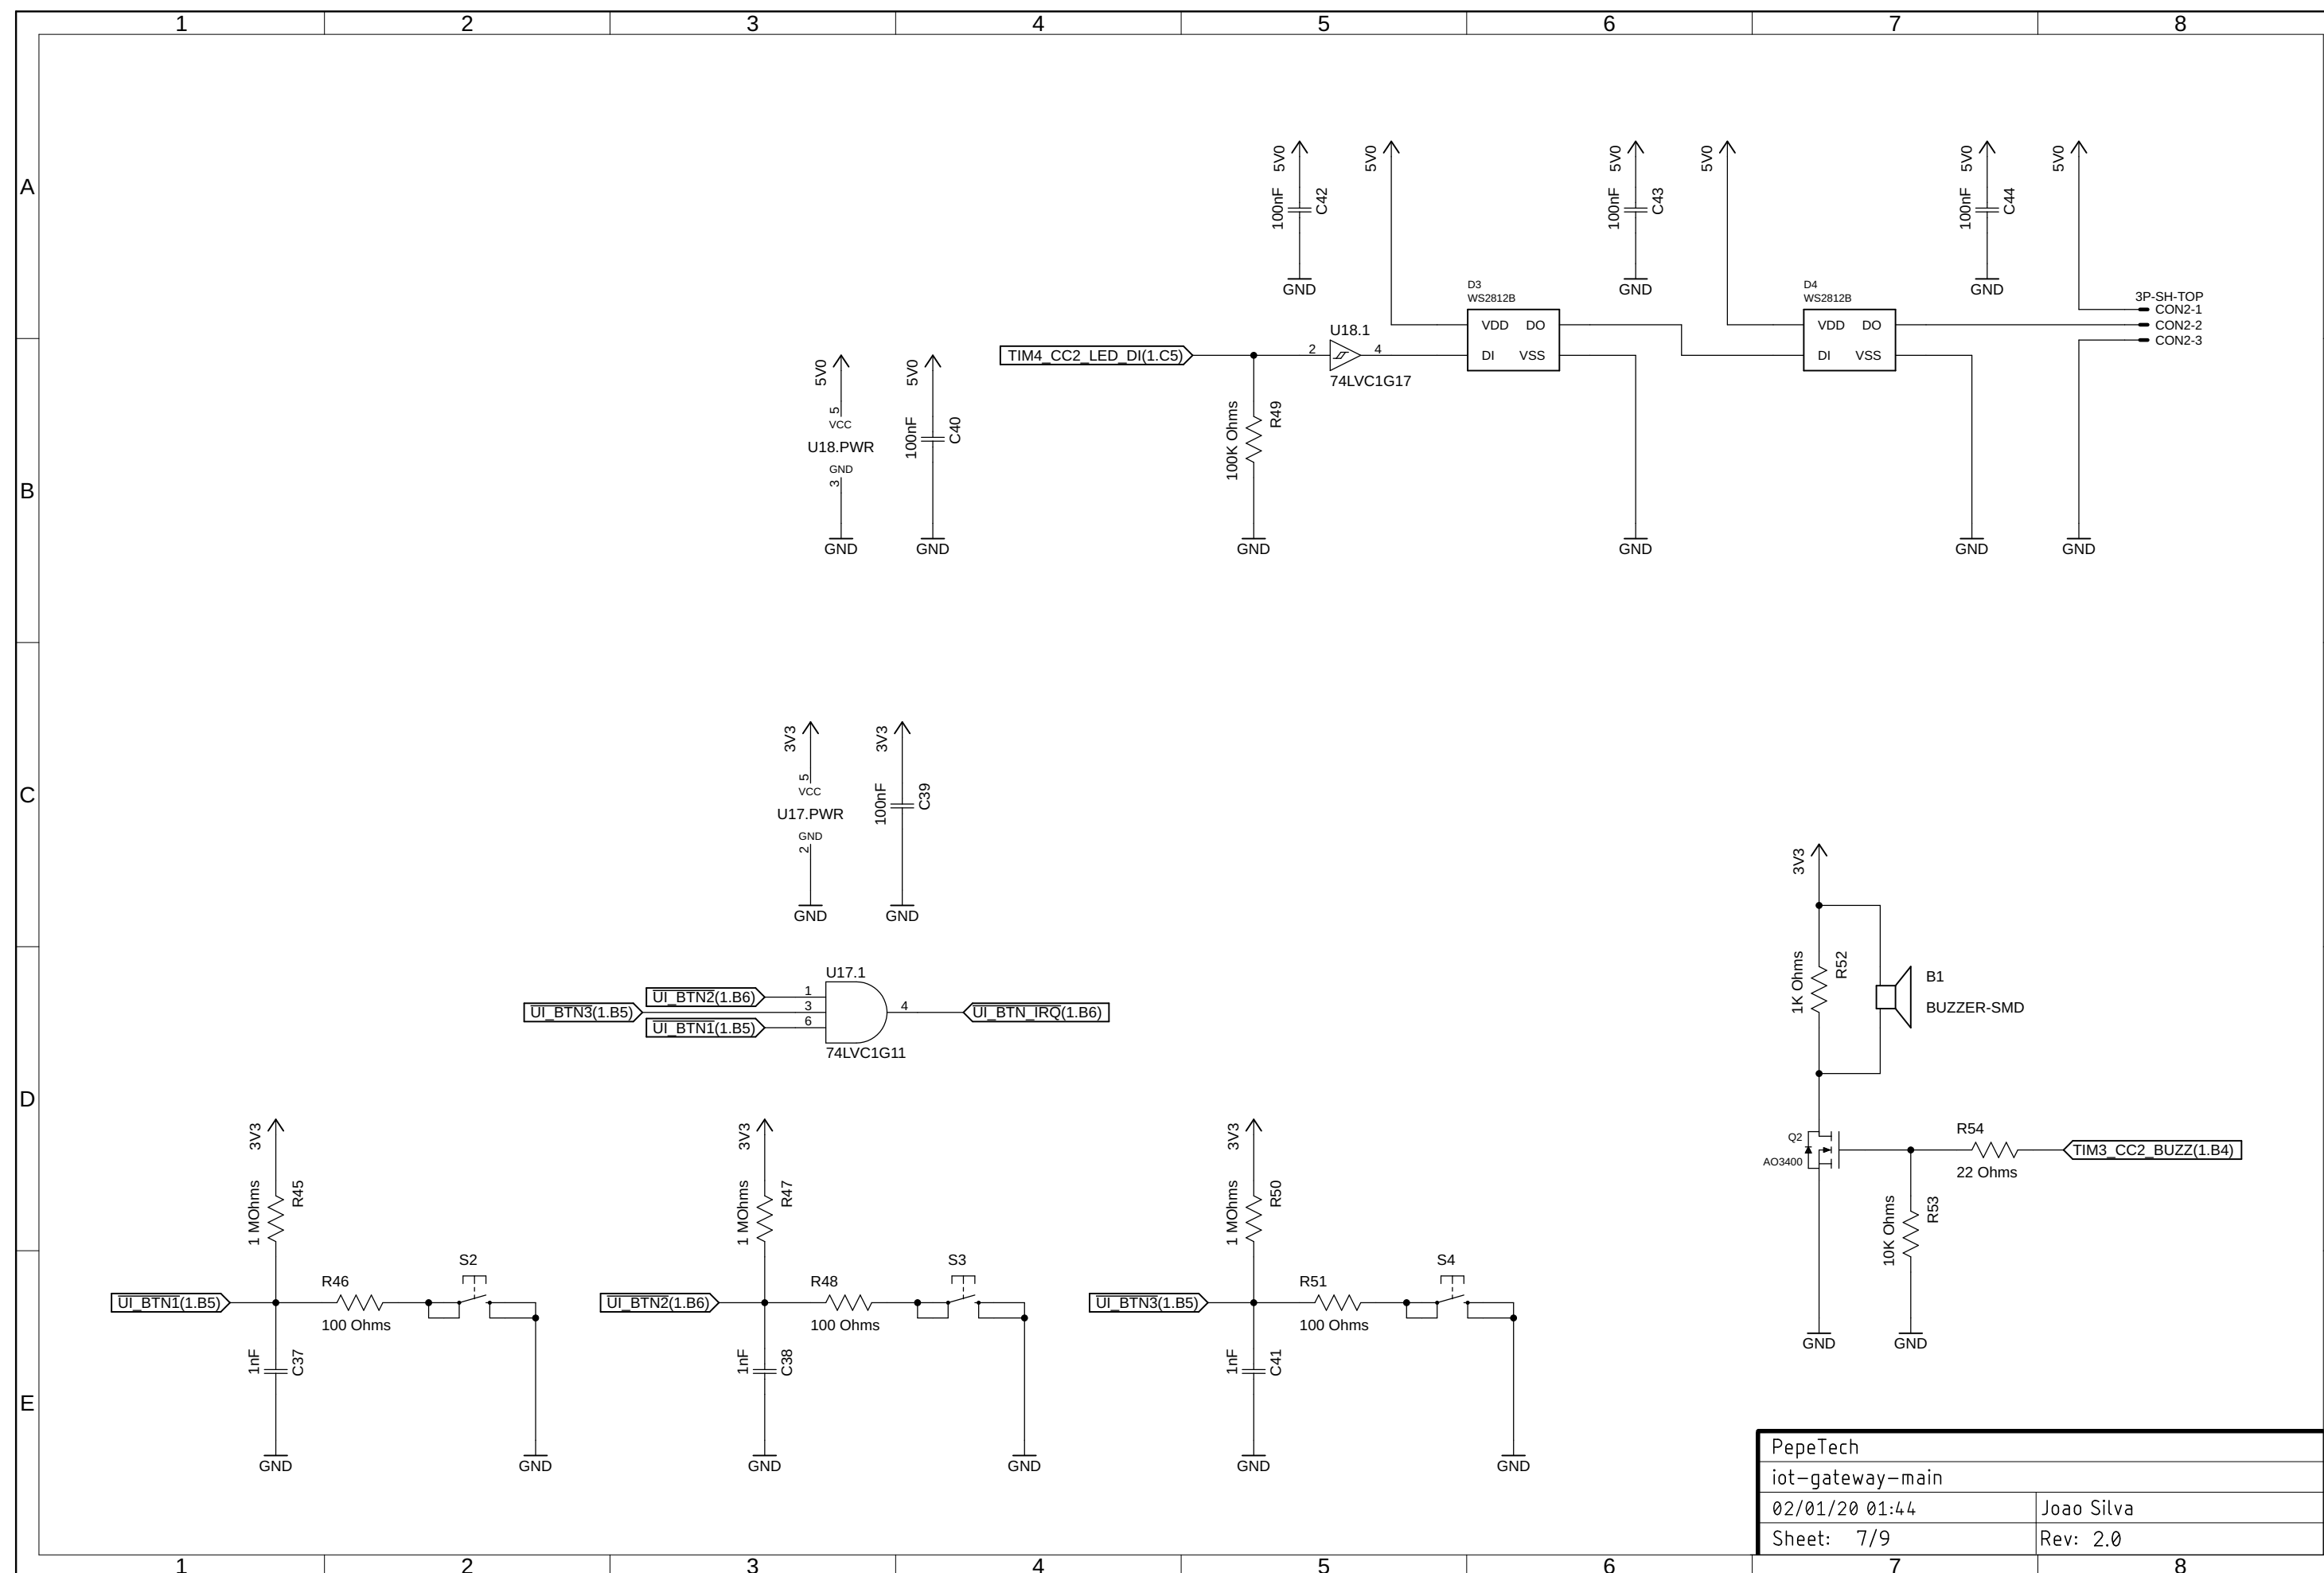 1 2 3 4 5 6 7 8
A
B
C
D
E
5V0
100nF
C42
GND
5V0
5V0
100nF
C43
GND
5V0
5V0
100nF
C44
GND
5V0
D3
WS2812B
VDD DO
DI VSS
D4
WS2812B
VDD DO
DI VSS
3P-SH-TOP
CON2-1
CON2-2
CON2-3
TIM4_CC2_LED_DI(1.C5)
U18.1
2 4
74LVC1G17
100K Ohms
R49
GND
GND
GND
GND
5V0
5
VCC
U18.PWR
GND
3
GND
5V0
100nF
C40
GND
3V3
5
VCC
U17.PWR
GND
2
GND
3V3
100nF
C39
GND
U17.1
UI_BTN2(1.B6) 1
UI_BTN3(1.B5) 3 4 UI_BTN_IRQ(1.B6)
UI_BTN1(1.B5) 6
74LVC1G11
3V3
1K Ohms
R52
B1
BUZZER-SMD
Q2
AO3400
R54
22 Ohms
TIM3_CC2_BUZZ(1.B4)
10K Ohms
R53
GND
GND
3V3
1 MOhms
R45
UI_BTN1(1.B5)
R46
100 Ohms
S2
1nF
C37
GND
GND
3V3
1 MOhms
R47
UI_BTN2(1.B6)
R48
100 Ohms
S3
1nF
C38
GND
GND
3V3
1 MOhms
R50
UI_BTN3(1.B5)
R51
100 Ohms
S4
1nF
C41
GND
GND
PepeTech
iot-gateway-main
02/01/20 01:44 Joao Silva
Sheet: 7/9 Rev: 2.0
1 2 3 4 5 6 7 8